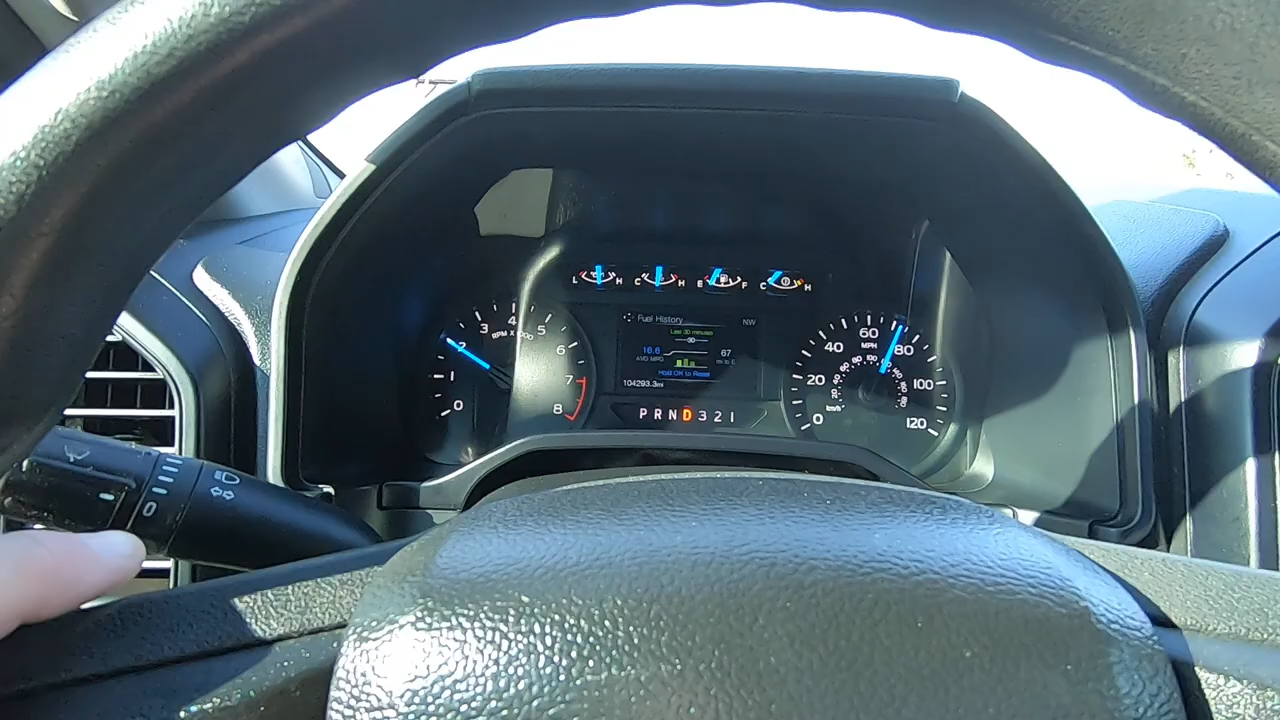 L H C H E F C H
Fuel History NW
Last 30 minutes
30
16.6 67
AVG MPG mi to E
Hold OK to Reset
104293.3mi
P R N D 3 2 1
0 1 2 3 4 5 6 7 8
RPM X 1000
0 20 40 60 80 100 120
MPH
km/h
0